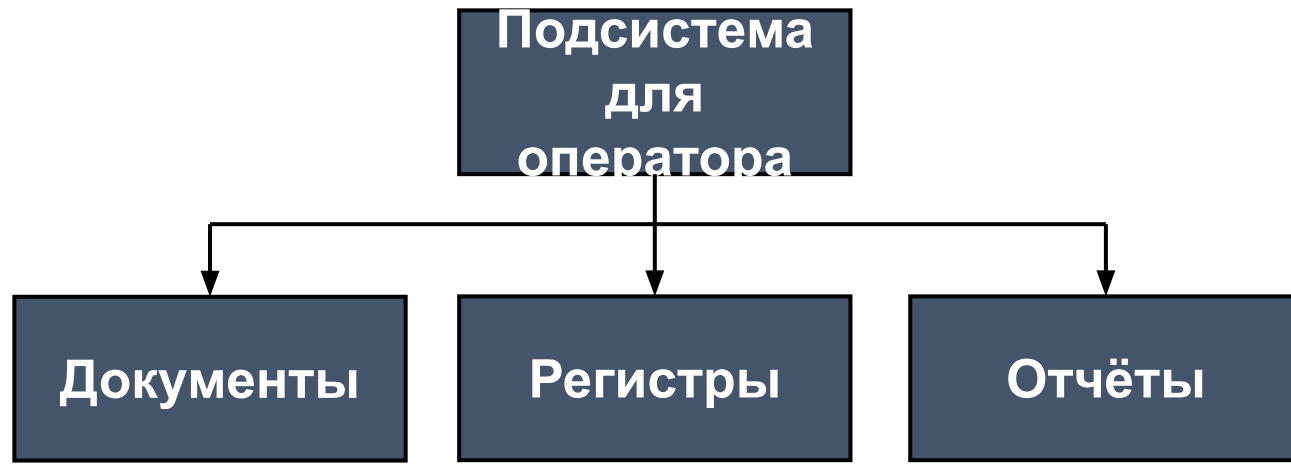 Подсистема
для
оператора
Документы
Регистры
Отчёты